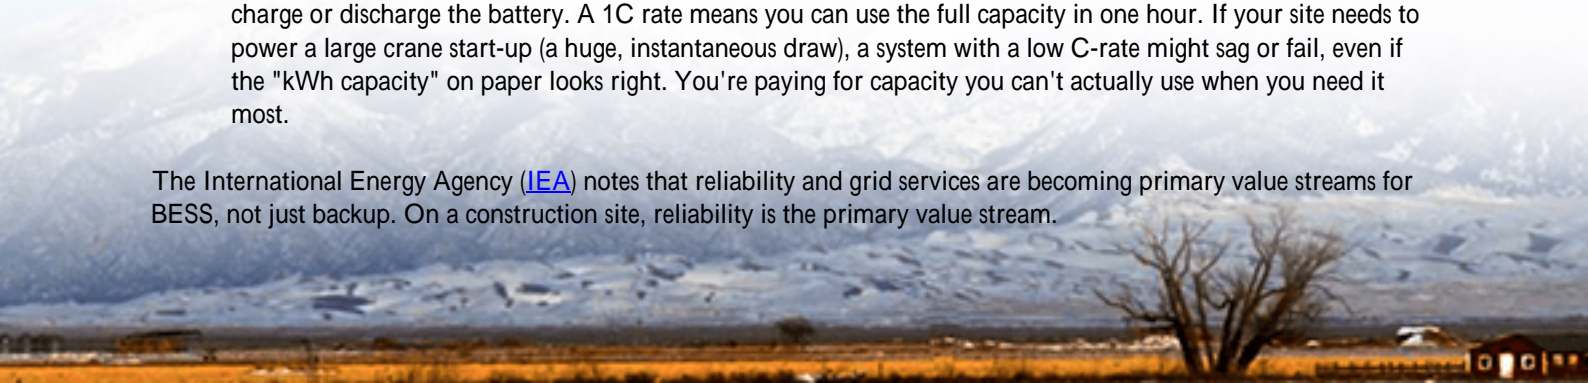 charge or discharge the battery. A 1C rate means you can use the full capacity in one hour. If your site needs to
power a large crane start-up (a huge, instantaneous draw), a system with a low C-rate might sag or fail, even if
the "kWh capacity" on paper looks right. You're paying for capacity you can't actually use when you need it
most.
The International Energy Agency (IEA) notes that reliability and grid services are becoming primary value streams for
BESS, not just backup. On a construction site, reliability is the primary value stream.